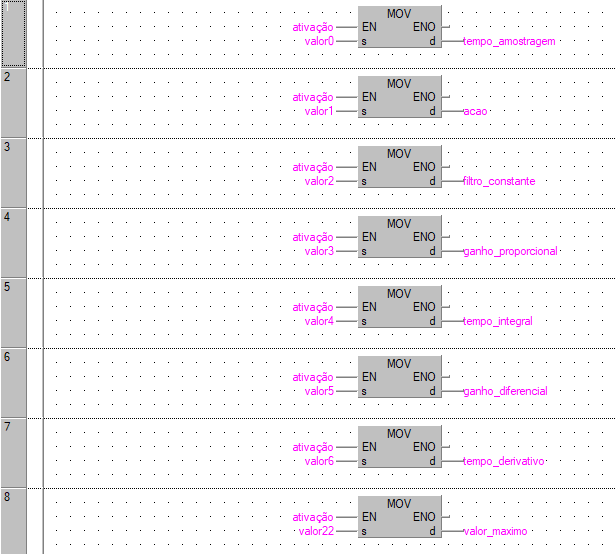 1
MOV
ativação EN ENO
valor0 s d tempo_amostragem
2
MOV
ativação EN ENO
valor1 s d acao
3
MOV
ativação EN ENO
valor2 s d filtro_constante
4
MOV
ativação EN ENO
valor3 s d ganho_proporcional
5
MOV
ativação EN ENO
valor4 s d tempo_integral
6
MOV
ativação EN ENO
valor5 s d ganho_diferencial
7
MOV
ativação EN ENO
valor6 s d tempo_derivativo
8
MOV
ativação EN ENO
valor22 s d valor_maximo